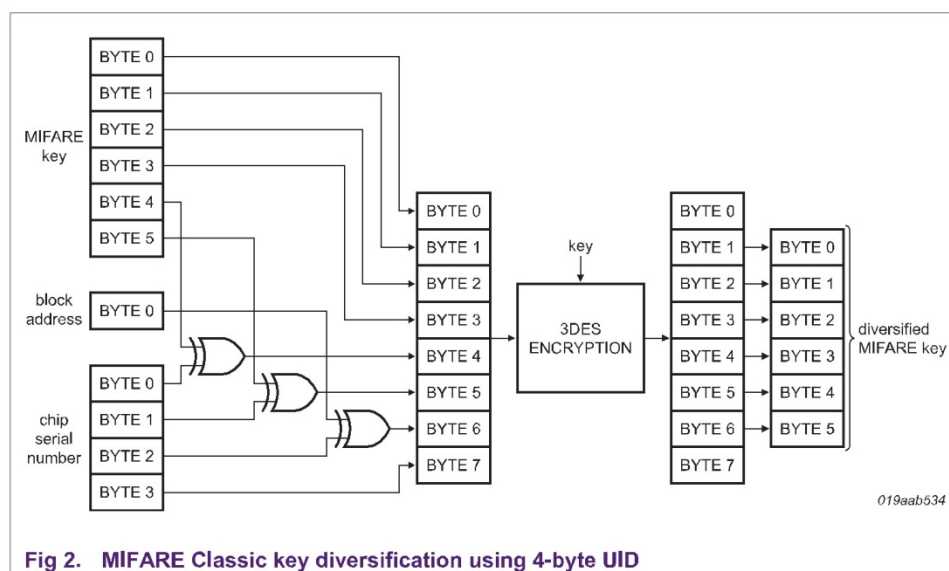 MIFARE
key
BYTE 0
BYTE 1
BYTE 2
BYTE 3
BYTE 4
BYTE 5
block
address
BYTE 0
chip
serial
number
BYTE 0
BYTE 1
BYTE 2
BYTE 3
BYTE 0
BYTE 1
BYTE 2
BYTE 3
BYTE 4
BYTE 5
BYTE 6
BYTE 7
key
3DES
ENCRYPTION
BYTE 0
BYTE 1
BYTE 2
BYTE 3
BYTE 4
BYTE 5
BYTE 6
BYTE 7
BYTE 0
BYTE 1
BYTE 2
BYTE 3
BYTE 4
BYTE 5
diversified
MIFARE key
019aab534
Fig 2. MIFARE Classic key diversification using 4-byte UID